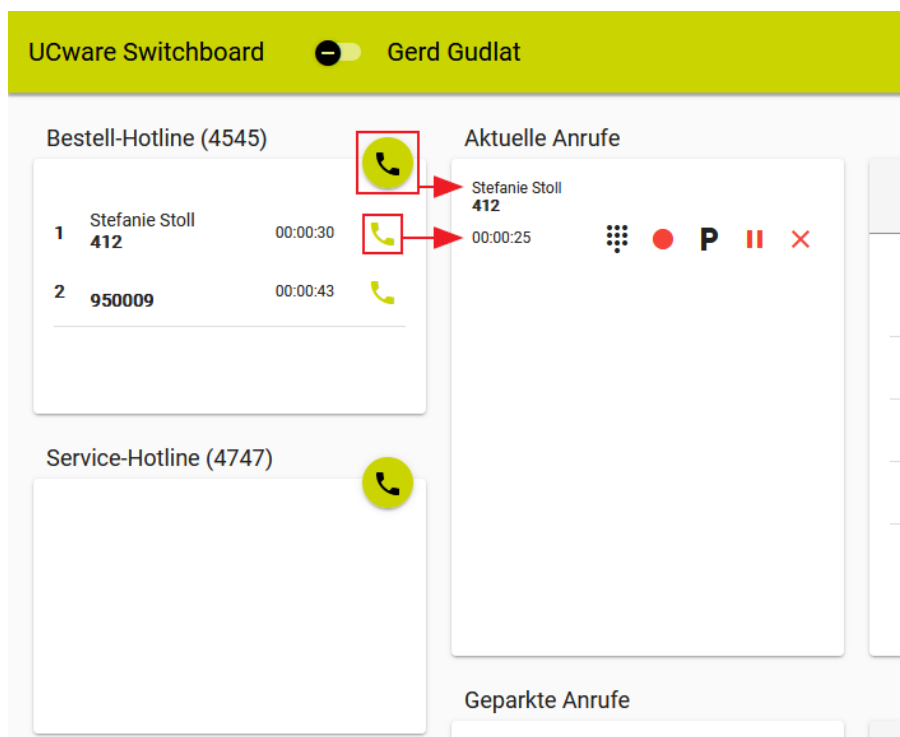 UCware Switchboard Gerd Gudlat
Bestell-Hotline (4545)
1 Stefanie Stoll 00:00:30
412
2 950009 00:00:43
Service-Hotline (4747)
Aktuelle Anrufe
Stefanie Stoll
412
00:00:25 P
Geparkte Anrufe